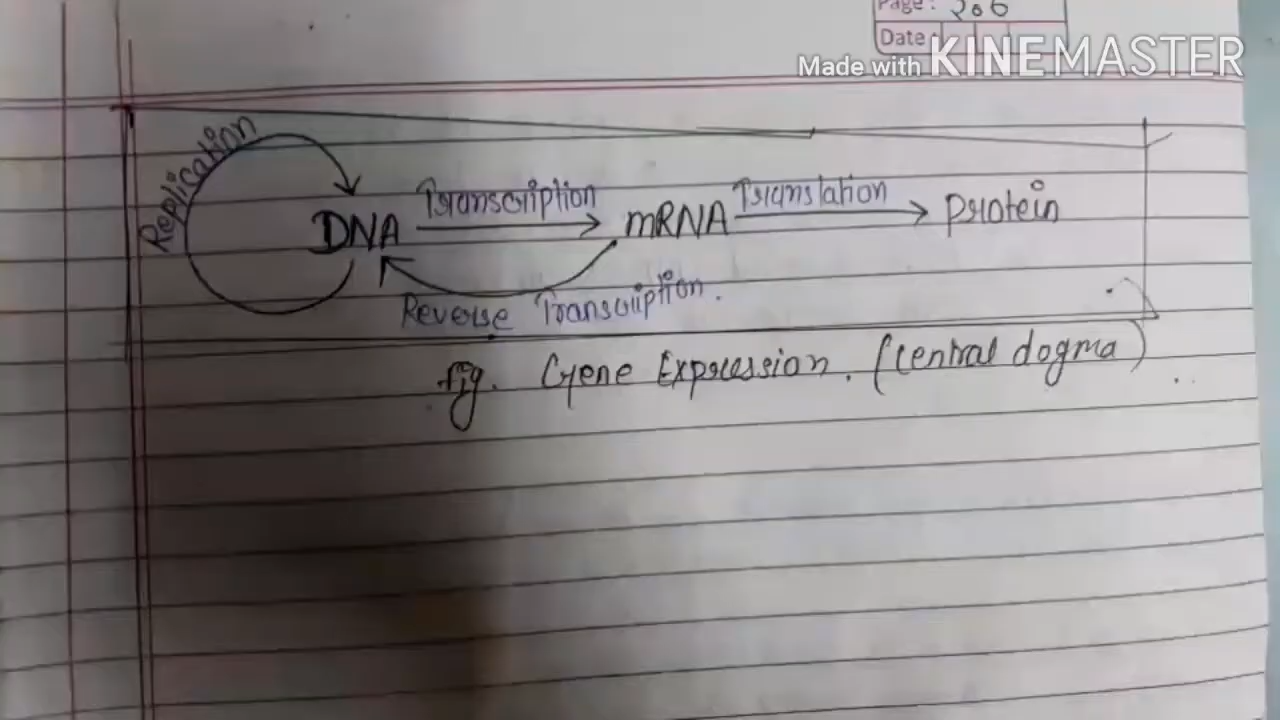 Page: 206
Date:
Made with KINEMASTER
Replication
DNA Transcription mRNA Translation Protein
Reverse Transcription.
fig. Gene Expression. (central dogma)